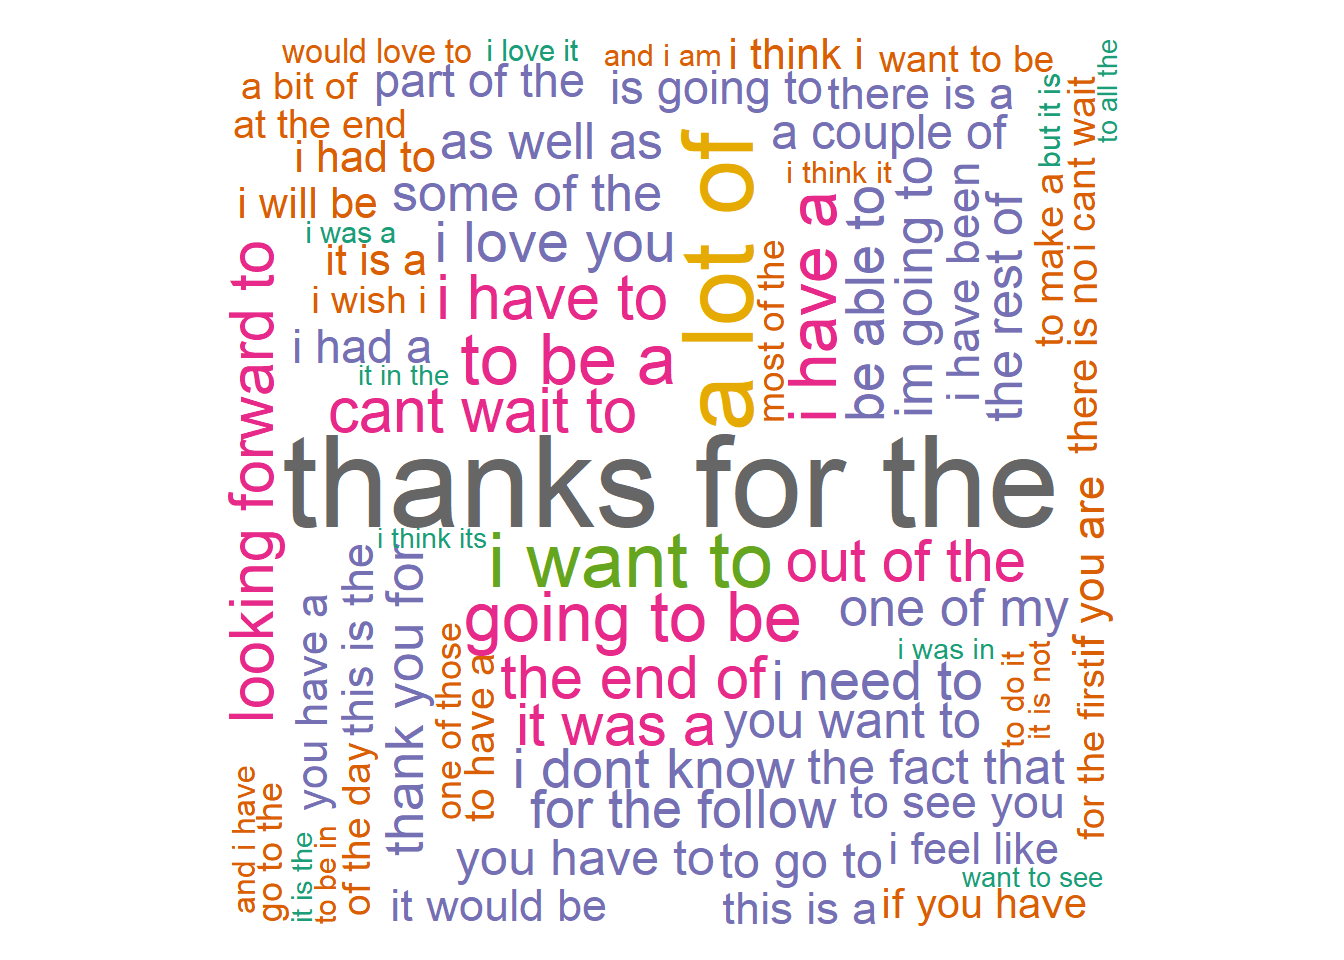 would love to
i love it
and i am
i think i
want to be
a bit of
part of the
is going to
there is a
but it is
to all the
at the end
as well as
a couple of
i cant wait
i had to
a lot of
i think it
i will be
some of the
i have a
be able to
im going to
i have been
the rest of
to make a
there is no
i was a
i love you
looking forward to
it is a
most of the
i wish i
i have to
i had a
to be a
it in the
cant wait to
thanks for the
i think its
i want to
out of the
if you are
for the first
you have a
this is the
thank you for
going to be
one of my
one of those
to have a
i was in
the end of
i need to
to do it
it is not
it was a
you want to
i dont know
the fact that
and i have
go to the
it is the
to be in
of the day
for the follow
to see you
you have to
to go to
i feel like
want to see
it would be
this is a
if you have